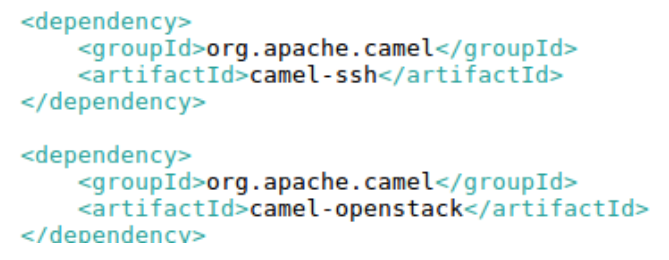 <dependency>
<groupId>org.apache.camel</groupId>
<artifactId>camel-ssh</artifactId>
</dependency>
<dependency>
<groupId>org.apache.camel</groupId>
<artifactId>camel-openstack</artifactId>
</dependency>